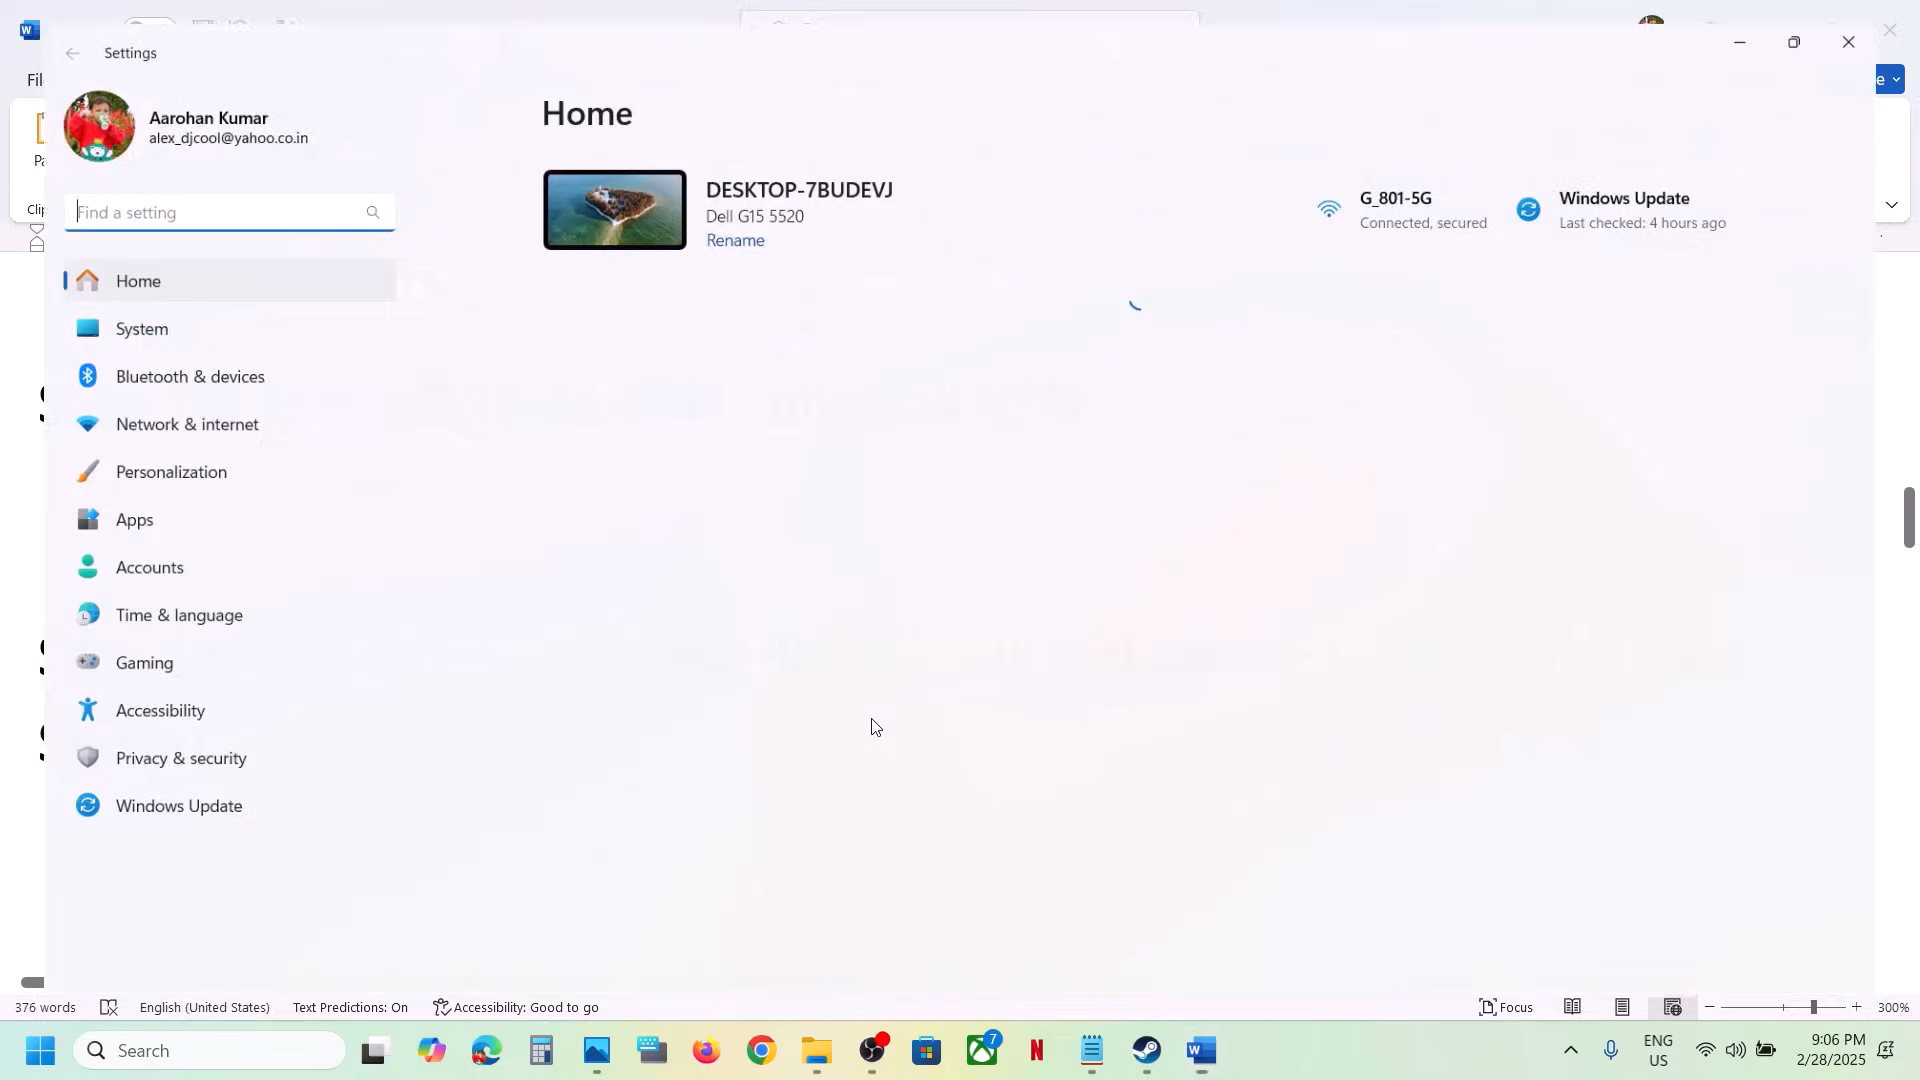 Settings
Aarohan Kumar
alex_djcool@yahoo.co.in
Find a setting
Home
System
Bluetooth & devices
Network & internet
Personalization
Apps
Accounts
Time & language
Gaming
Accessibility
Privacy & security
Windows Update
Home
DESKTOP-7BUDEVJ
Dell G15 5520
Rename
G_801-5G
Connected, secured
Windows Update
Last checked: 4 hours ago
376 words
English (United States)
Text Predictions: On
Accessibility: Good to go
Focus
300%
Search
7
ENG
US
9:06 PM
2/28/2025